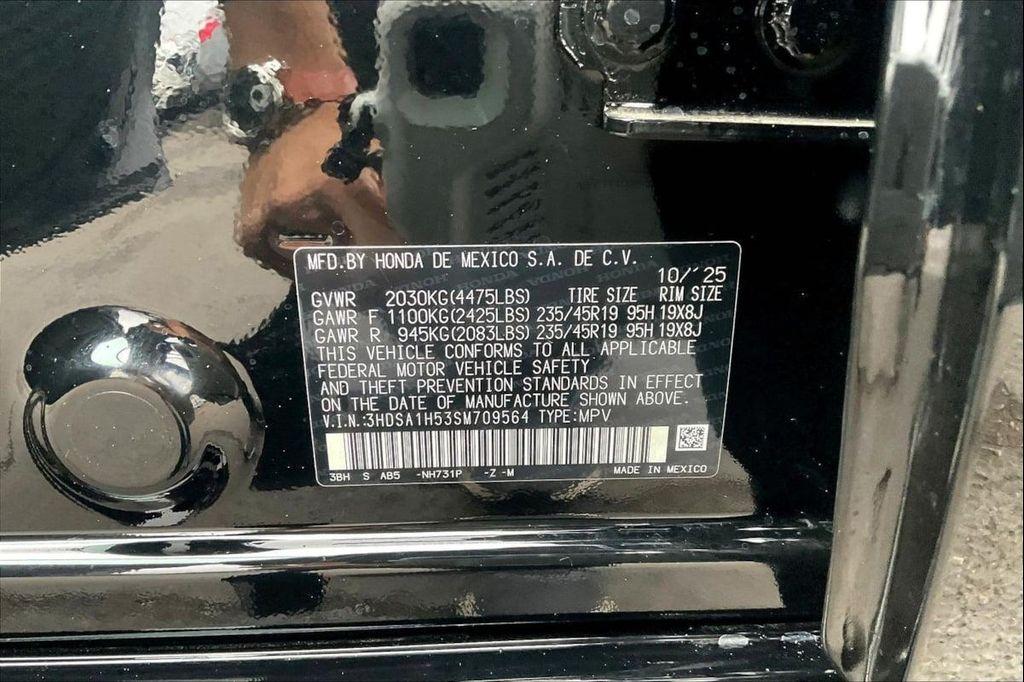 MFD.BY HONDA DE MEXICO S.A. DE C.V.
10/´25
GVWR 2030KG(4475LBS) TIRE SIZE RIM SIZE
GAWR F 1100KG(2425LBS) 235/45R19 95H 19X8J
GAWR R 945KG(2083LBS) 235/45R19 95H 19X8J
THIS VEHICLE CONFORMS TO ALL APPLICABLE
FEDERAL MOTOR VEHICLE SAFETY
AND THEFT PREVENTION STANDARDS IN EFFECT
ON THE DATE OF MANUFACTURE SHOWN ABOVE.
V.I.N.:3HDSA1H53SM709564 TYPE:MPV
3BH S AB5 -NH731P -Z -M MADE IN MEXICO